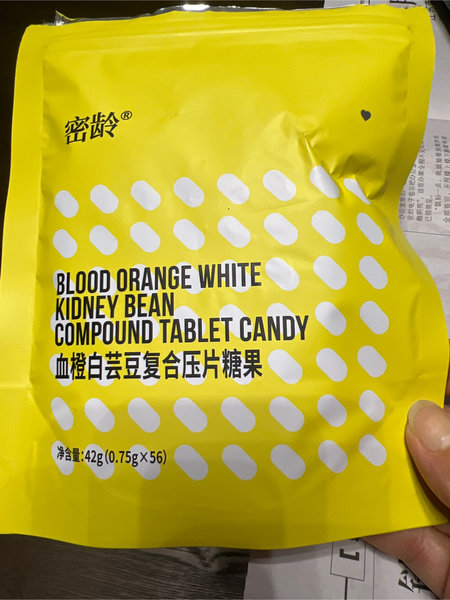 密龄®
BLOOD ORANGE WHITE
KIDNEY BEAN
COMPOUND TABLET CANDY
血橙白芸豆复合压片糖果
净含量:42g(0.75g×56)